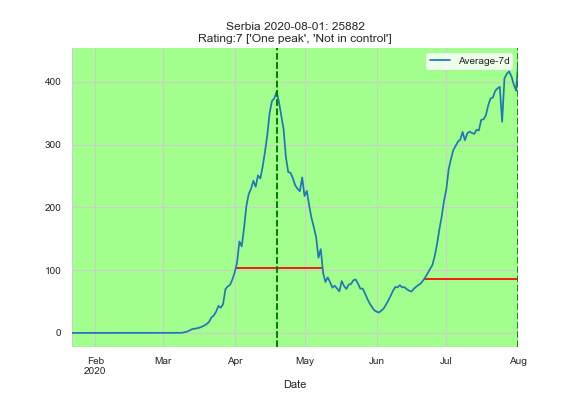 Serbia 2020-08-01: 25882
Rating:7 ['One peak', 'Not in control']
Average-7d
400
300
200
100
0
Feb
2020
Mar
Apr
May
Jun
Jul
Aug
Date